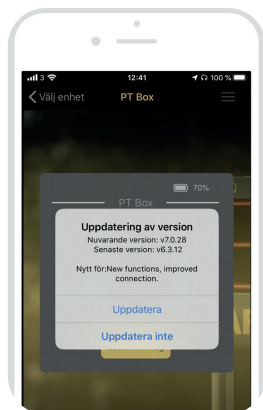 3 12:41 100 %
Välj enhet PT Box
70%
PT Box
Uppdatering av version
Nuvarande version: v7.0.28
Senaste version: v6.3.12
Nytt för:New functions, improved
connection.
Uppdatera
Uppdatera inte